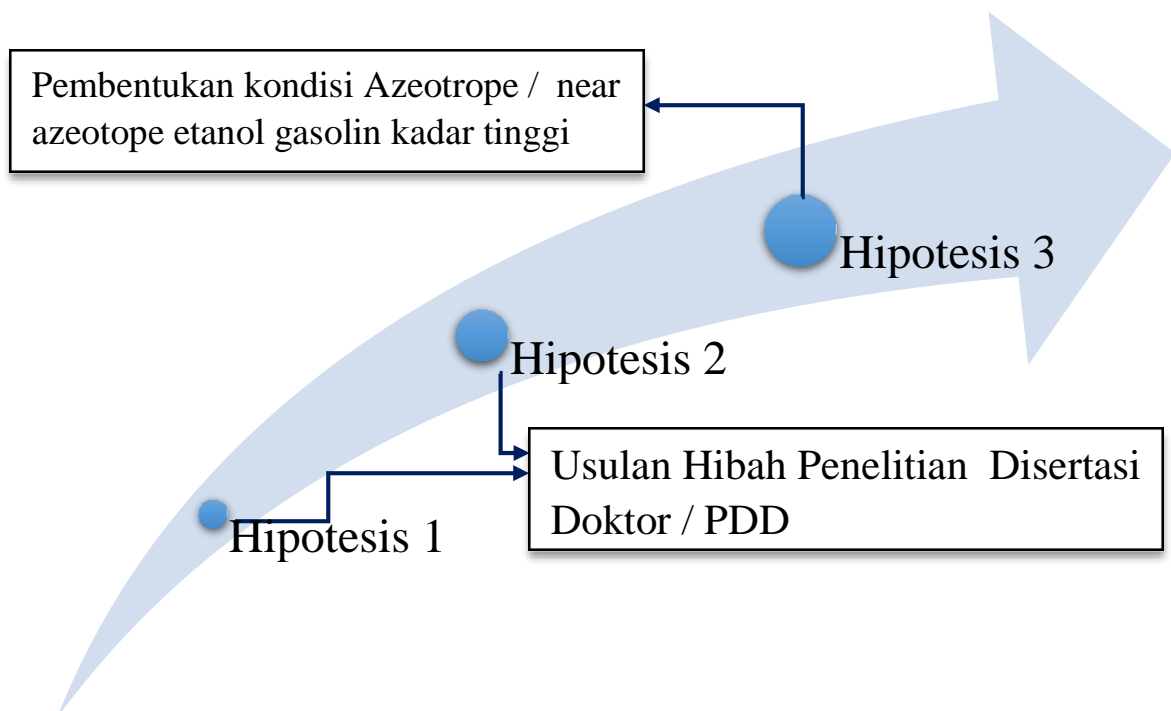 Pembentukan kondisi Azeotrope / near
azeotope etanol gasolin kadar tinggi
Hipotesis 3
Hipotesis 2
Usulan Hibah Penelitian Disertasi
Doktor / PDD
Hipotesis 1